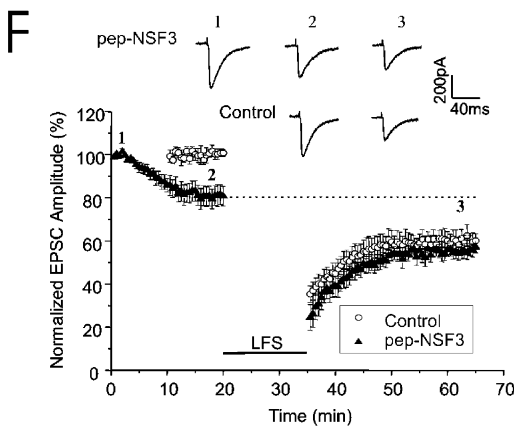 F
1 2 3
pep-NSF3
Control
200pA
40ms
Normalized EPSC Amplitude (%)
120
100
80
60
40
20
0
1
2
3
LFS
Control
pep-NSF3
0 10 20 30 40 50 60 70
Time (min)